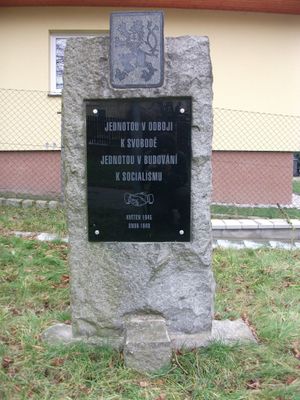 JEDNOTOU V ODBOJI
K SVOBODĚ
JEDNOTOU V BUDOVÁNÍ
K SOCIALISMU
KVĚTEN 1945
ÚNOR 1948